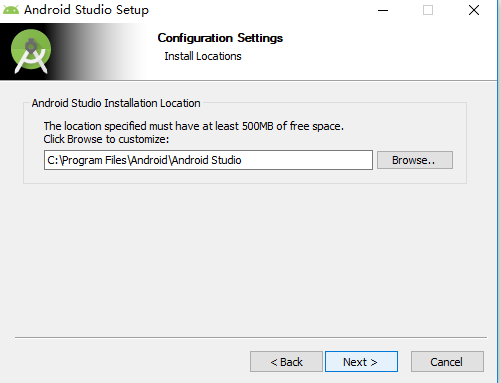 Android Studio Setup
Configuration Settings
Install Locations
Android Studio Installation Location
The location specified must have at least 500MB of free space.
Click Browse to customize:
C:\Program Files\Android\Android Studio
Browse..
< Back
Next >
Cancel